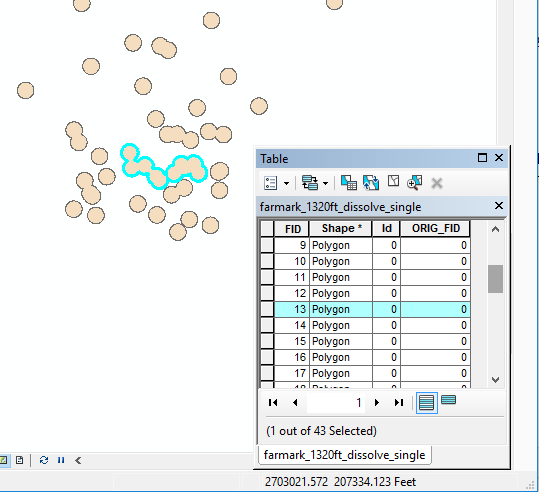 Table
farmark_1320ft_dissolve_single
FID Shape * Id ORIG_FID
9 Polygon 0 0
10 Polygon 0 0
11 Polygon 0 0
12 Polygon 0 0
13 Polygon 0 0
14 Polygon 0 0
15 Polygon 0 0
16 Polygon 0 0
17 Polygon 0 0
18 Polygon 0 0
1
(1 out of 43 Selected)
farmark_1320ft_dissolve_single
2703021.572 207334.123 Feet